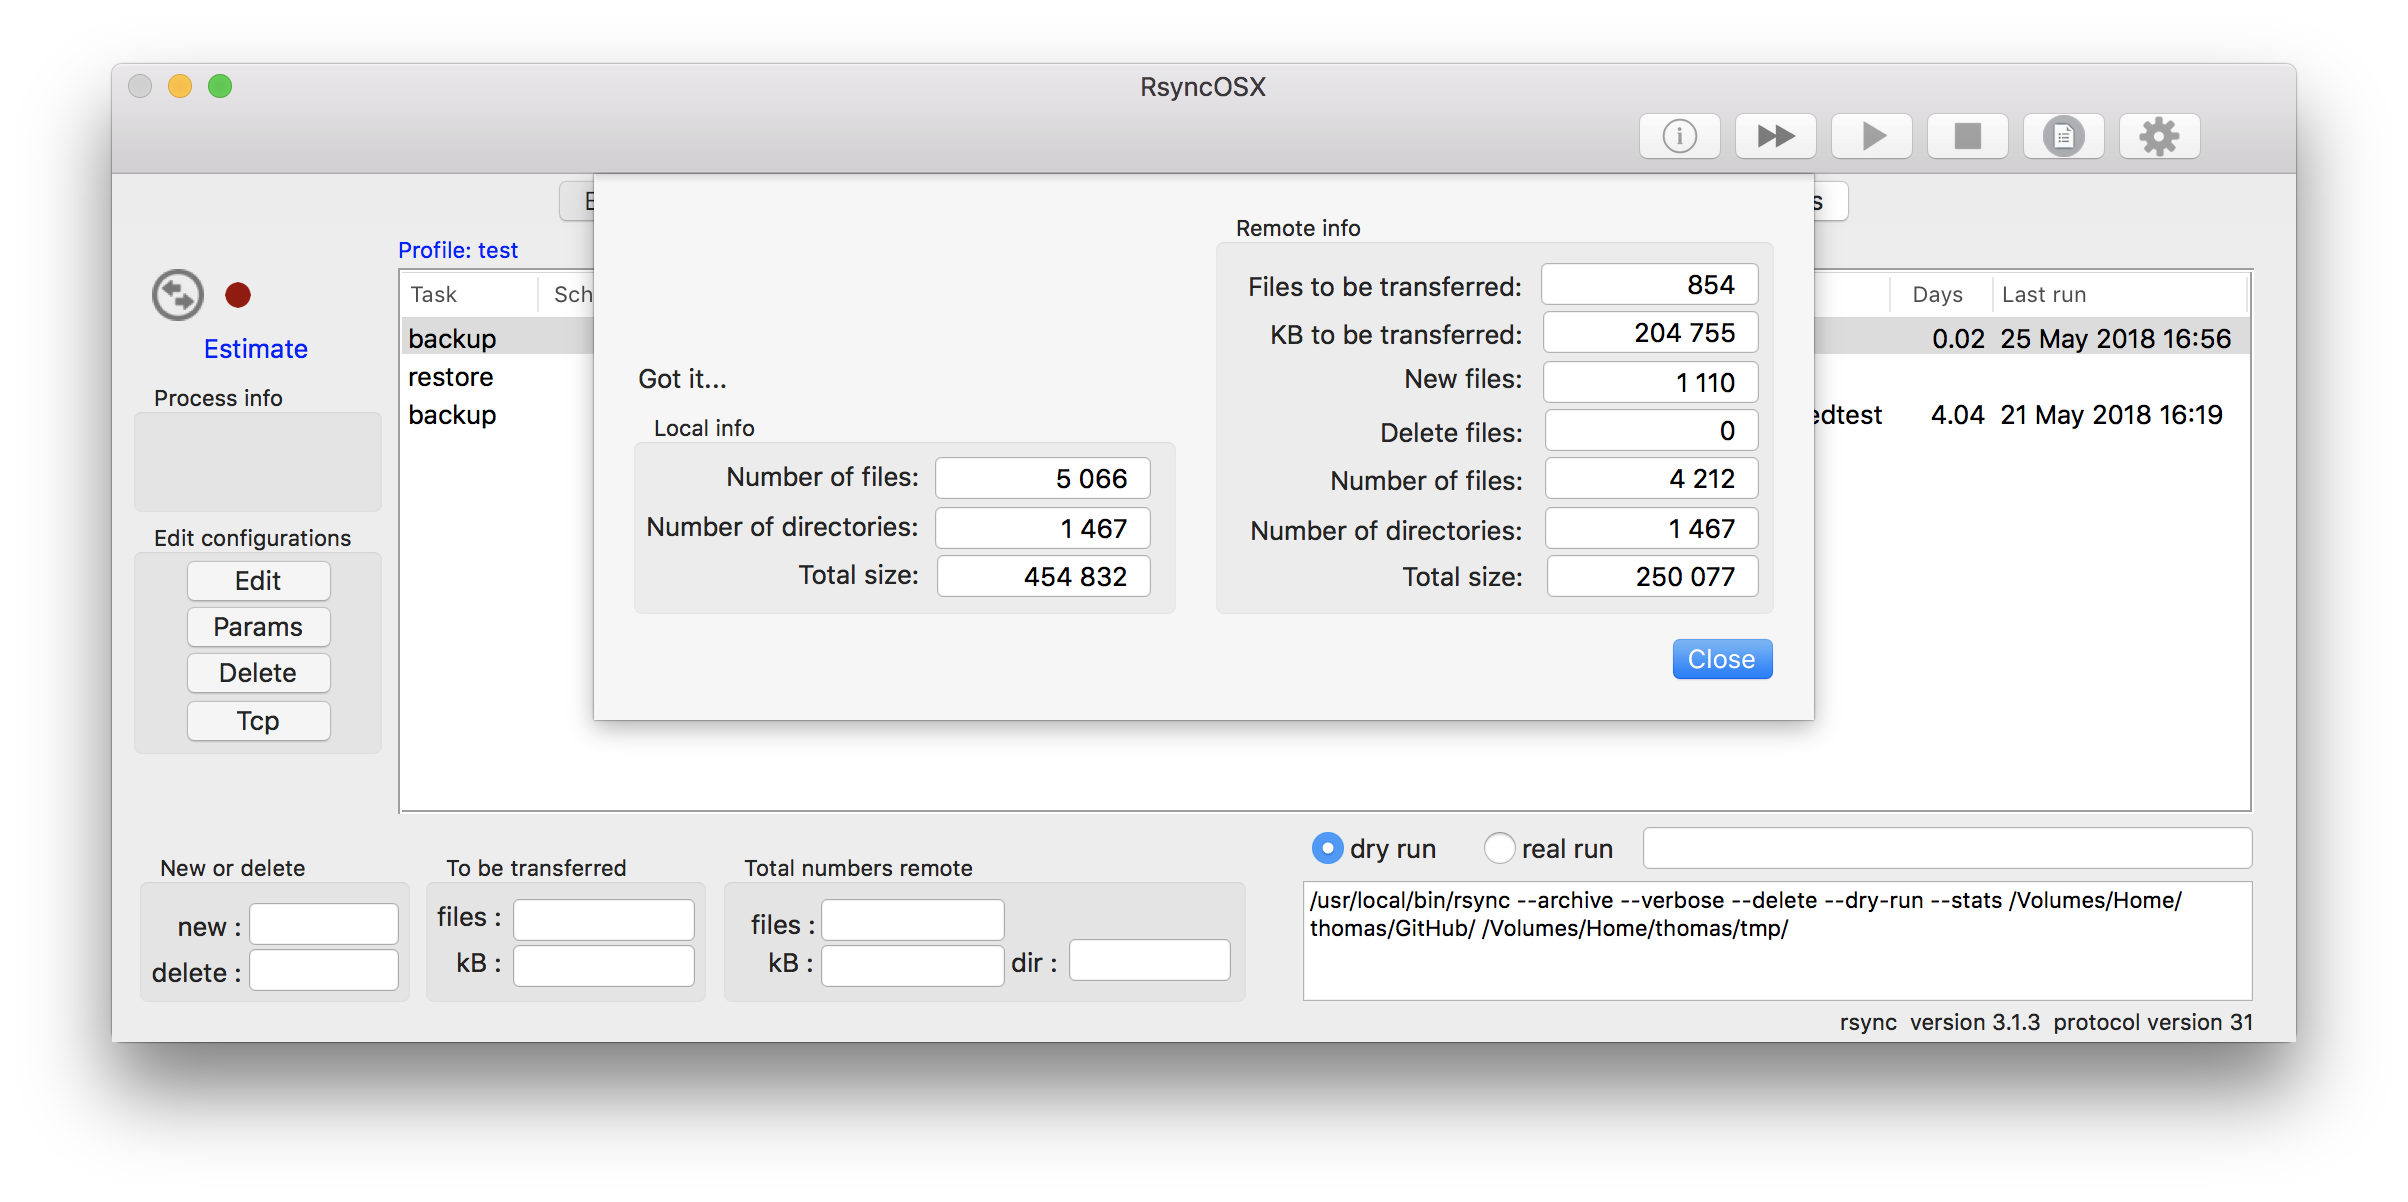 RsyncOSX
Profile: test
Task
Sch
Days
Last run
backup
0.02
25 May 2018 16:56
restore
backup
edtest
4.04
21 May 2018 16:19
Estimate
Process info
Edit configurations
Edit
Params
Delete
Tcp
Got it...
Local info
Number of files: 5 066
Number of directories: 1 467
Total size: 454 832
Remote info
Files to be transferred: 854
KB to be transferred: 204 755
New files: 1 110
Delete files: 0
Number of files: 4 212
Number of directories: 1 467
Total size: 250 077
Close
New or delete
new :
delete :
To be transferred
files :
kB :
Total numbers remote
files :
kB :
dir :
dry run
real run
/usr/local/bin/rsync --archive --verbose --delete --dry-run --stats /Volumes/Home/
thomas/GitHub/ /Volumes/Home/thomas/tmp/
rsync version 3.1.3 protocol version 31